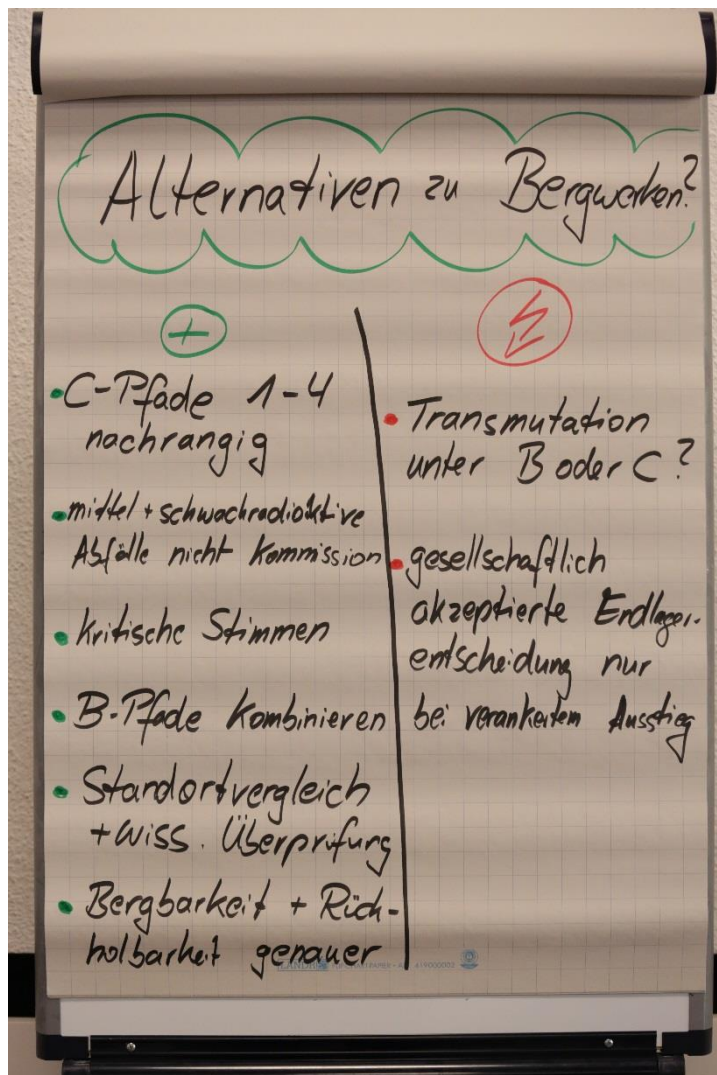 Alternativen zu Bergwerken?
+
• C-Pfade 1-4
nachrangig
• mittel + schwachradioaktive
Abfälle nicht Kommission
• kritische Stimmen
• B-Pfade kombinieren
• Standortvergleich
+ wiss. Überprüfung
• Bergbarkeit + Rück-
holbarkeit genauer
• Transmutation
unter B oder C?
• gesellschaftlich
akzeptierte Endlager-
entscheidung nur
bei verankertem Ausstieg